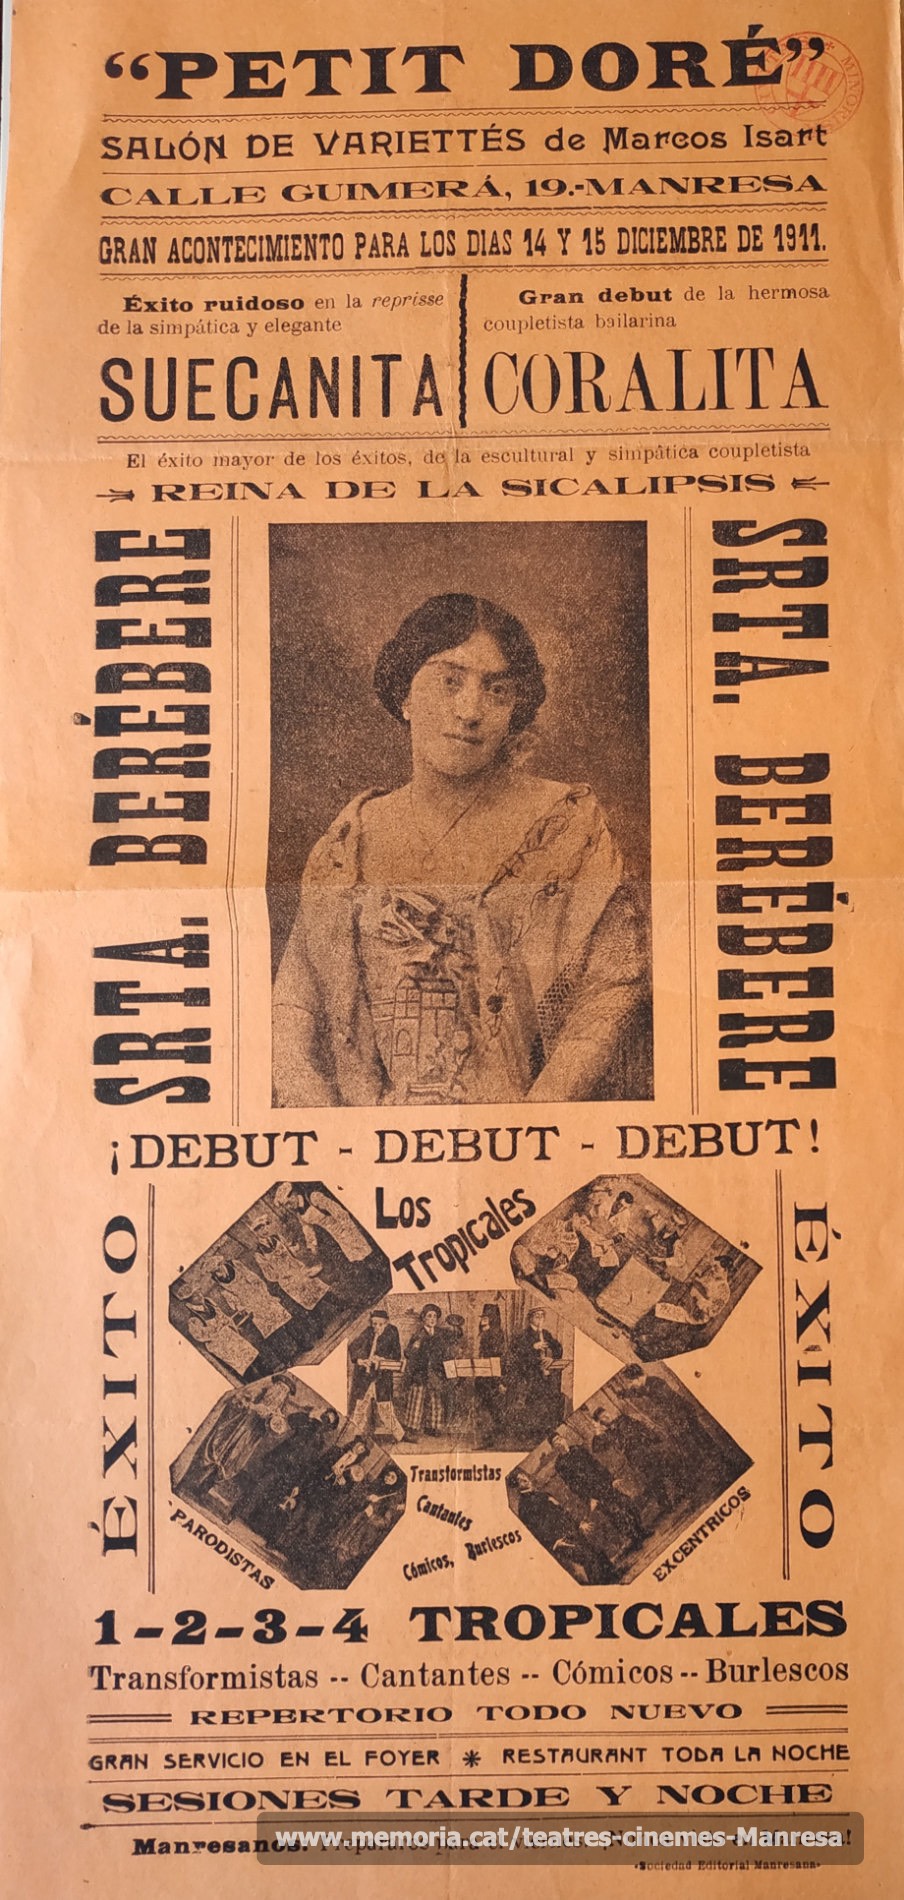 “PETIT DORÉ”
SALÓN DE VARIETTÉS de Marcos Isart
CALLE GUIMERÁ, 19.-MANRESA
GRAN ACONTECIMIENTO PARA LOS DIAS 14 Y 15 DICIEMBRE DE 1911.
Éxito ruidoso en la reprisse
de la simpática y elegante
SUECANITA
Gran debut de la hermosa
coupletista bailarina
CORALITA
El éxito mayor de los éxitos, de la escultural y simpática coupletista
REINA DE LA SICALIPSIS
SRTA. BERÉBERE
SRTA. BERÉBERE
¡DEBUT - DEBUT - DEBUT!
ÉXITO
Los
Tropicales
ÉXITO
Transformistas
Cantantes
Cómicos, Burlescos
PARODISTAS
EXCENTRICOS
1-2-3-4 TROPICALES
Transformistas -- Cantantes -- Cómicos -- Burlescos
REPERTORIO TODO NUEVO
GRAN SERVICIO EN EL FOYER * RESTAURANT TODA LA NOCHE
SESIONES TARDE Y NOCHE
Manresanos:
www.memoria.cat/teatres-cinemes-Manresa
«Sociedad Editorial Manresana»